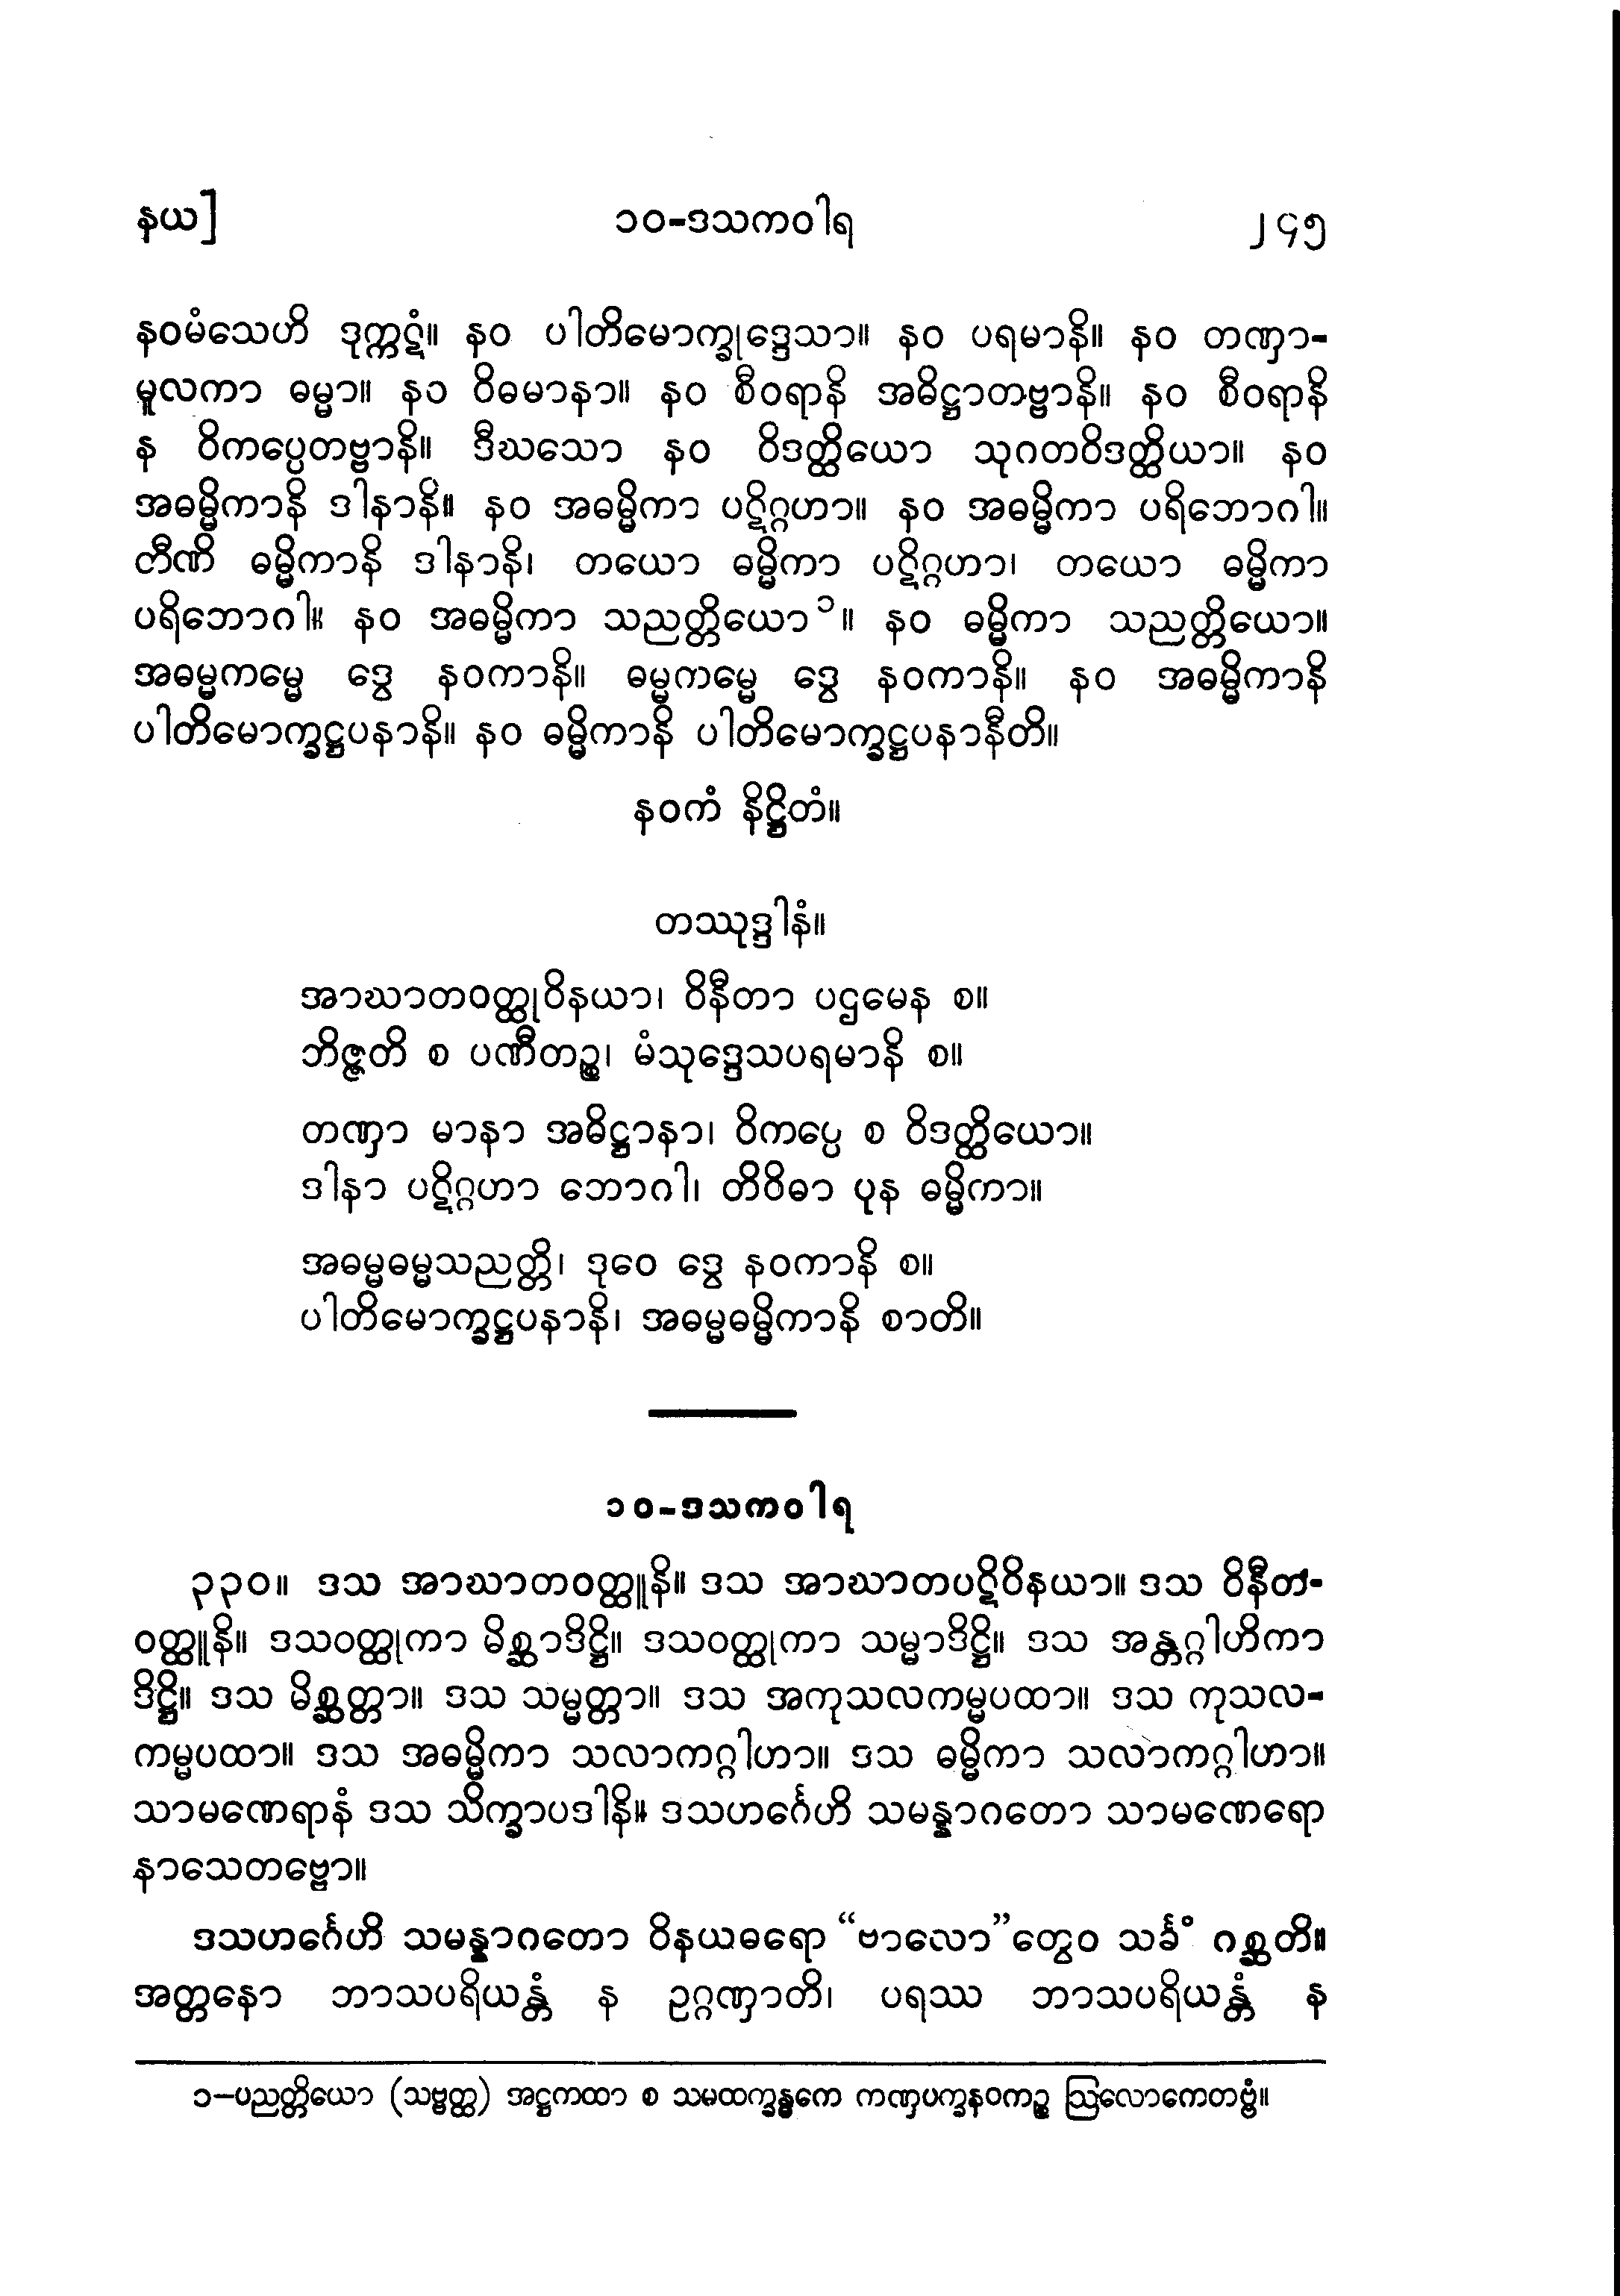 နယ]
၁၀-ဒသကဝါရ
၂၄၅
နဝမံသေဟိ ဒုက္ကဋံ။ နဝ ပါတိမောက္ခုဒ္ဒေသာ။ နဝ ပရမာနိ။ နဝ တဏှာ-
မူလကာ ဓမ္မာ။ နဝ ဝိဓမာနာ။ နဝ စီဝရာနိ အဓိဋ္ဌာတဗ္ဗာနိ။ နဝ စီဝရာနိ
န ဝိကပ္ပေတဗ္ဗာနိ။ ဒီဃသော နဝ ဝိဒတ္ထိယော သုဂတဝိဒတ္ထိယာ။ နဝ
အဓမ္မိကာနိ ဒါနာနိ။ နဝ အဓမ္မိကာ ပဋိဂ္ဂဟာ။ နဝ အဓမ္မိကာ ပရိဘောဂါ။
တီဏိ ဓမ္မိကာနိ ဒါနာနိ၊ တယော ဓမ္မိကာ ပဋိဂ္ဂဟာ၊ တယော ဓမ္မိကာ
ပရိဘောဂါ။ နဝ အဓမ္မိကာ သညတ္တိယော၁။ နဝ ဓမ္မိကာ သညတ္တိယော။
အဓမ္မကမ္မေ ဒွေ နဝကာနိ။ ဓမ္မကမ္မေ ဒွေ နဝကာနိ။ နဝ အဓမ္မိကာနိ
ပါတိမောက္ခဋ္ဌပနာနိ။ နဝ ဓမ္မိကာနိ ပါတိမောက္ခဋ္ဌပနာနီတိ။
နဝကံ နိဋ္ဌိတံ။
တဿုဒ္ဒါနံ။
အာဃာတဝတ္ထုဝိနယာ၊ ဝိနီတာ ပဌမေန စ။
ဘိဇ္ဇတိ စ ပဏီတဉ္စ၊ မံသုဒ္ဒေသပရမာနိ စ။
တဏှာ မာနာ အဓိဋ္ဌာနာ၊ ဝိကပ္ပေ စ ဝိဒတ္ထိယော။
ဒါနာ ပဋိဂ္ဂဟာ ဘောဂါ၊ တိဝိဓာ ပုန ဓမ္မိကာ။
အဓမ္မဓမ္မသညတ္တိ၊ ဒုဝေ ဒွေ နဝကာနိ စ။
ပါတိမောက္ခဋ္ဌပနာနိ၊ အဓမ္မဓမ္မိကာနိ စာတိ။
၁၀-ဒသကဝါရ
၃၃၀။ ဒသ အာဃာတဝတ္ထူနိ။ ဒသ အာဃာတပဋိဝိနယာ။ ဒသ ဝိနီတ-
ဝတ္ထူနိ။ ဒသဝတ္ထုကာ မိစ္ဆာဒိဋ္ဌိ။ ဒသဝတ္ထုကာ သမ္မာဒိဋ္ဌိ။ ဒသ အန္တဂ္ဂါဟိကာ
ဒိဋ္ဌိ။ ဒသ မိစ္ဆတ္တာ။ ဒသ သမ္မတ္တာ။ ဒသ အကုသလကမ္မပထာ။ ဒသ ကုသလ-
ကမ္မပထာ။ ဒသ အဓမ္မိကာ သလာကဂ္ဂါဟာ။ ဒသ ဓမ္မိကာ သလာကဂ္ဂါဟာ။
သာမဏေရာနံ ဒသ သိက္ခာပဒါနိ။ ဒသဟင်္ဂေဟိ သမန္နာဂတော သာမဏေရော
နာသေတဗ္ဗော။
ဒသဟင်္ဂေဟိ သမန္နာဂတော ဝိနယဓရော “ဗာလော”တွေဝ သင်္ခံ ဂစ္ဆတိ။
အတ္တနော ဘာသပရိယန္တံ န ဥဂ္ဂဏှာတိ၊ ပရဿ ဘာသပရိယန္တံ န
၁–ပညတ္တိယော (သဗ္ဗတ္ထ) အဋ္ဌကထာ စ သမထက္ခန္ဓကေ ကဏှပက္ခနဝကဉ္စ ဩလောကေတဗ္ဗံ။